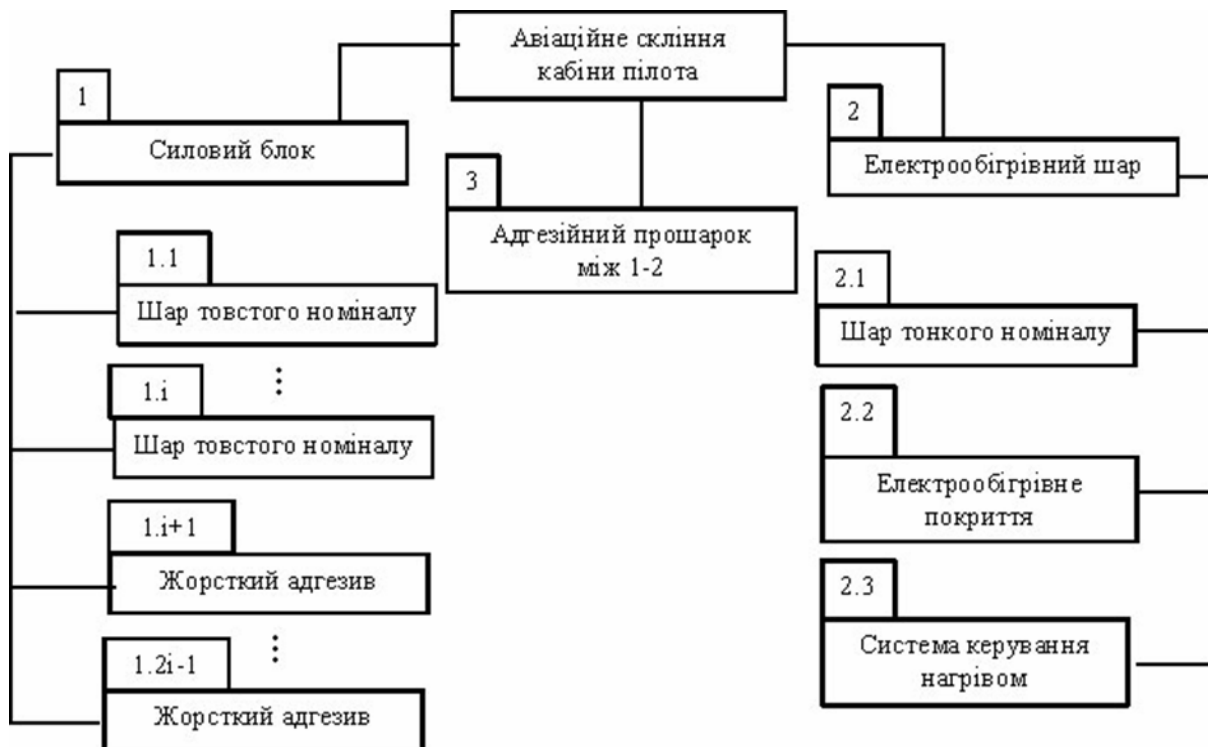 Авіаційне скління
кабіни пілота
1
Силовий блок
2
Електрообігрівний шар
3
Адгезійний прошарок
між 1-2
1.1
Шар товстого номіналу
⋮
1.i
Шар товстого номіналу
1.i+1
Жорсткий адгезив
⋮
1.2i-1
Жорсткий адгезив
2.1
Шар тонкого номіналу
2.2
Електрообігрівне
покриття
2.3
Система керування
нагрівом